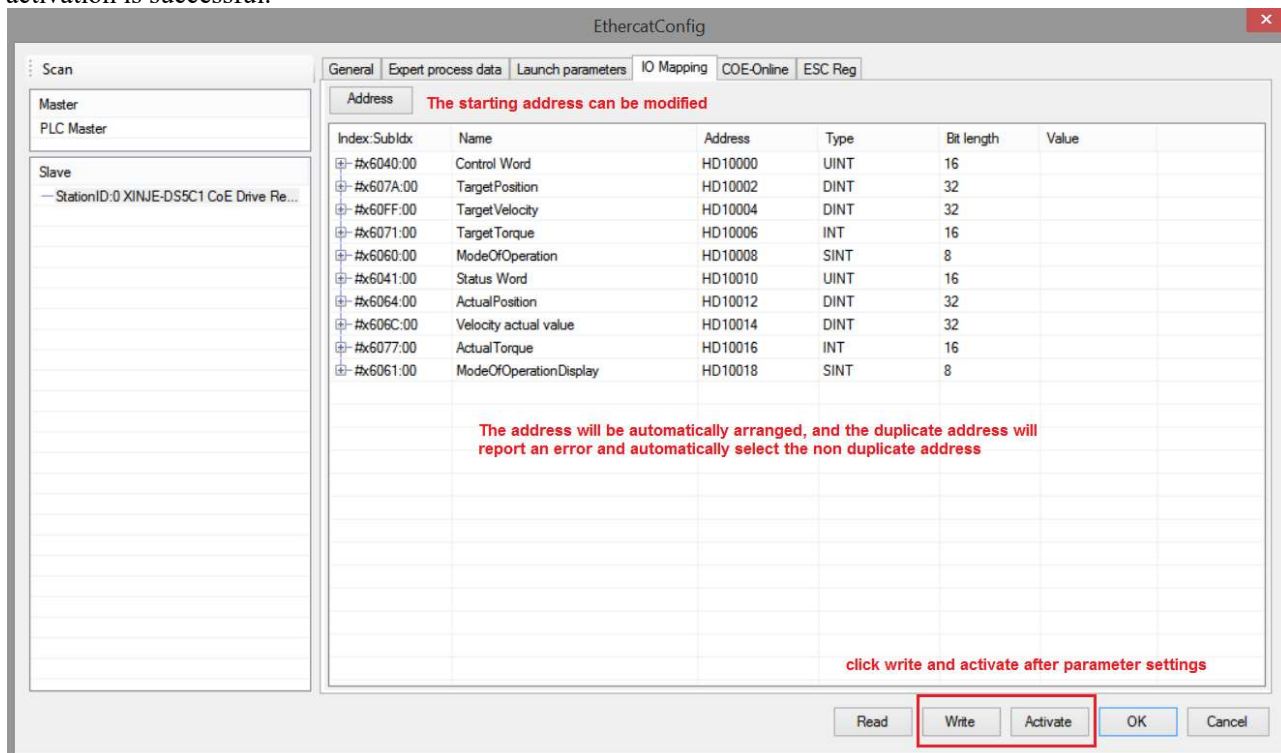 activation is successful.
EthercatConfig
Scan
Master
PLC Master
Slave
StationID:0 XINJE-DS5C1 CoE Drive Re...
General Expert process data Launch parameters IO Mapping COE-Online ESC Reg
Address The starting address can be modified
Index:SubIdx Name Address Type Bit length Value
#x6040:00 Control Word HD10000 UINT 16
#x607A:00 TargetPosition HD10002 DINT 32
#x60FF:00 TargetVelocity HD10004 DINT 32
#x6071:00 TargetTorque HD10006 INT 16
#x6060:00 ModeOfOperation HD10008 SINT 8
#x6041:00 Status Word HD10010 UINT 16
#x6064:00 ActualPosition HD10012 DINT 32
#x606C:00 Velocity actual value HD10014 DINT 32
#x6077:00 ActualTorque HD10016 INT 16
#x6061:00 ModeOfOperationDisplay HD10018 SINT 8
The address will be automatically arranged, and the duplicate address will
report an error and automatically select the non duplicate address
click write and activate after parameter settings
Read Write Activate OK Cancel